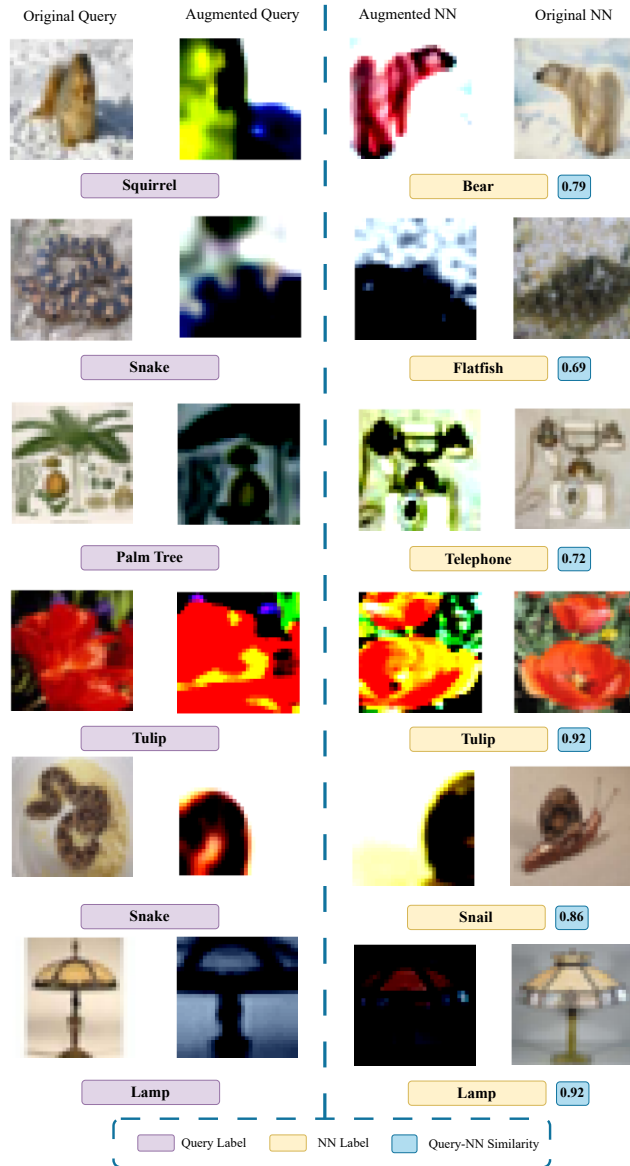 Original Query Augmented Query Augmented NN Original NN
Squirrel Bear 0.79
Snake Flatfish 0.69
Palm Tree Telephone 0.72
Tulip Tulip 0.92
Snake Snail 0.86
Lamp Lamp 0.92
Query Label NN Label Query-NN Similarity